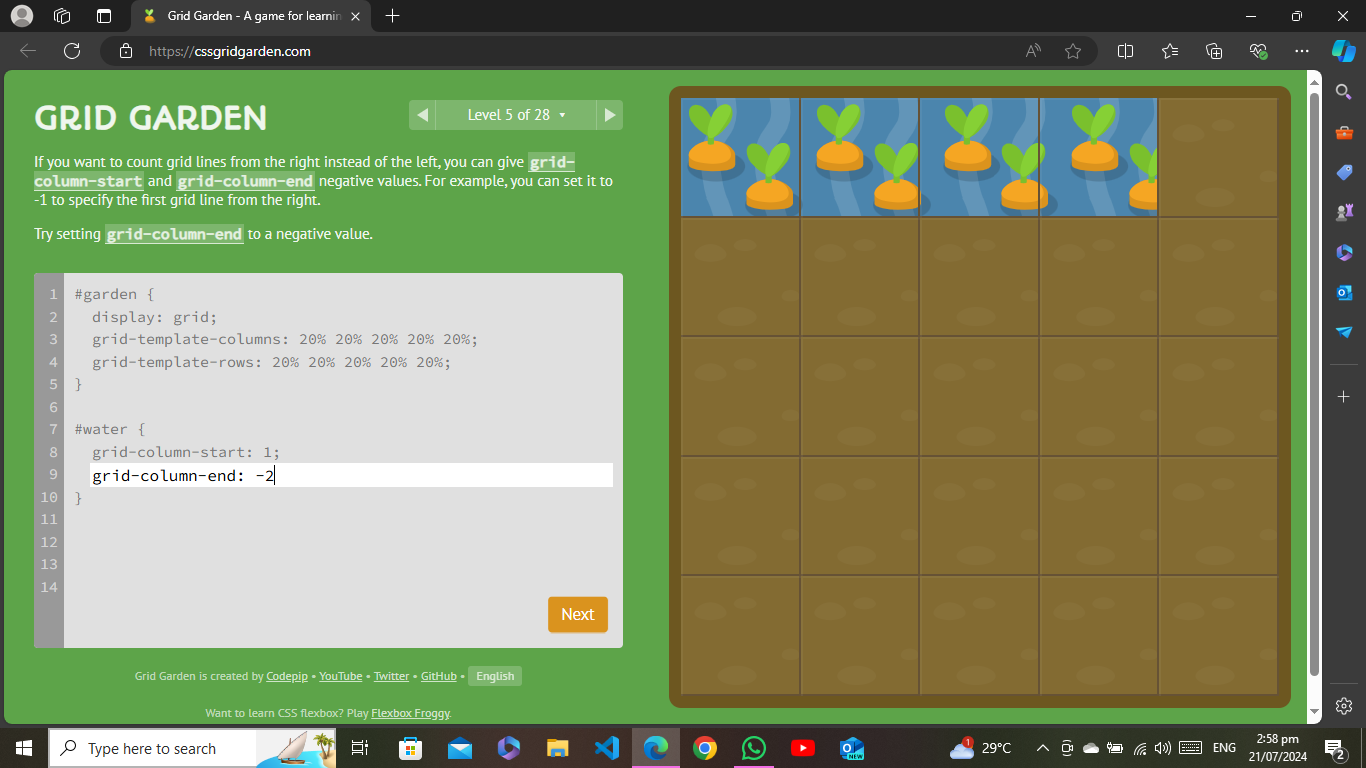 Grid Garden - A game for learnin
https://cssgridgarden.com
GRID GARDEN
Level 5 of 28
If you want to count grid lines from the right instead of the left, you can give grid-
column-start and grid-column-end negative values. For example, you can set it to
-1 to specify the first grid line from the right.
Try setting grid-column-end to a negative value.
1 #garden {
2 display: grid;
3 grid-template-columns: 20% 20% 20% 20% 20%;
4 grid-template-rows: 20% 20% 20% 20% 20%;
5 }
6
7 #water {
8 grid-column-start: 1;
9 grid-column-end: -2
10 }
11
12
13
14
Next
Grid Garden is created by Codepip • YouTube • Twitter • GitHub • English
Want to learn CSS flexbox? Play Flexbox Froggy.
Type here to search
NEW
1
29°C
ENG
2:58 pm
21/07/2024
2